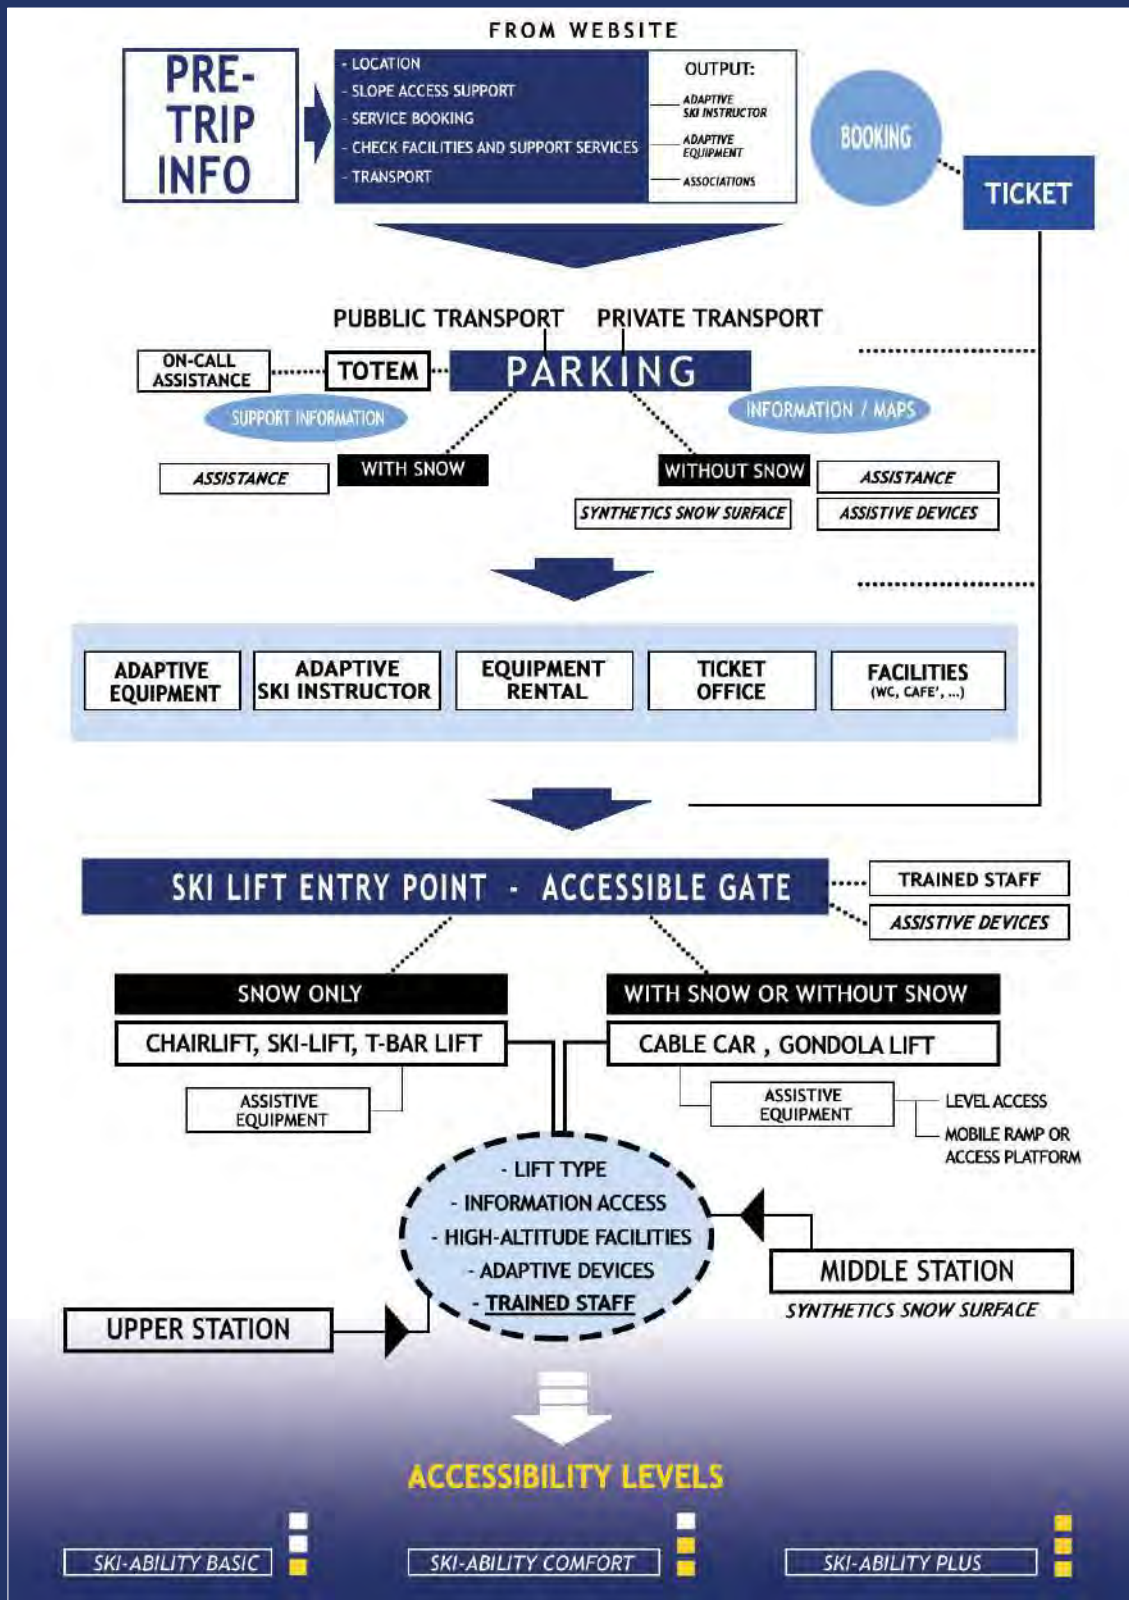 FROM WEBSITE
PRE-
TRIP
INFO
- LOCATION
- SLOPE ACCESS SUPPORT
- SERVICE BOOKING
- CHECK FACILITIES AND SUPPORT SERVICES
- TRANSPORT
OUTPUT:
ADAPTIVE
SKI INSTRUCTOR
ADAPTIVE
EQUIPMENT
ASSOCIATIONS
BOOKING
TICKET
PUBBLIC TRANSPORT
PRIVATE TRANSPORT
ON-CALL
ASSISTANCE
TOTEM
PARKING
SUPPORT INFORMATION
INFORMATION / MAPS
ASSISTANCE
WITH SNOW
WITHOUT SNOW
ASSISTANCE
SYNTHETICS SNOW SURFACE
ASSISTIVE DEVICES
ADAPTIVE
EQUIPMENT
ADAPTIVE
SKI INSTRUCTOR
EQUIPMENT
RENTAL
TICKET
OFFICE
FACILITIES
(WC, CAFE', ...)
SKI LIFT ENTRY POINT - ACCESSIBLE GATE
TRAINED STAFF
ASSISTIVE DEVICES
SNOW ONLY
WITH SNOW OR WITHOUT SNOW
CHAIRLIFT, SKI-LIFT, T-BAR LIFT
CABLE CAR , GONDOLA LIFT
ASSISTIVE
EQUIPMENT
ASSISTIVE
EQUIPMENT
LEVEL ACCESS
MOBILE RAMP OR
ACCESS PLATFORM
- LIFT TYPE
- INFORMATION ACCESS
- HIGH-ALTITUDE FACILITIES
- ADAPTIVE DEVICES
- TRAINED STAFF
MIDDLE STATION
SYNTHETICS SNOW SURFACE
UPPER STATION
ACCESSIBILITY LEVELS
SKI-ABILITY BASIC
SKI-ABILITY COMFORT
SKI-ABILITY PLUS